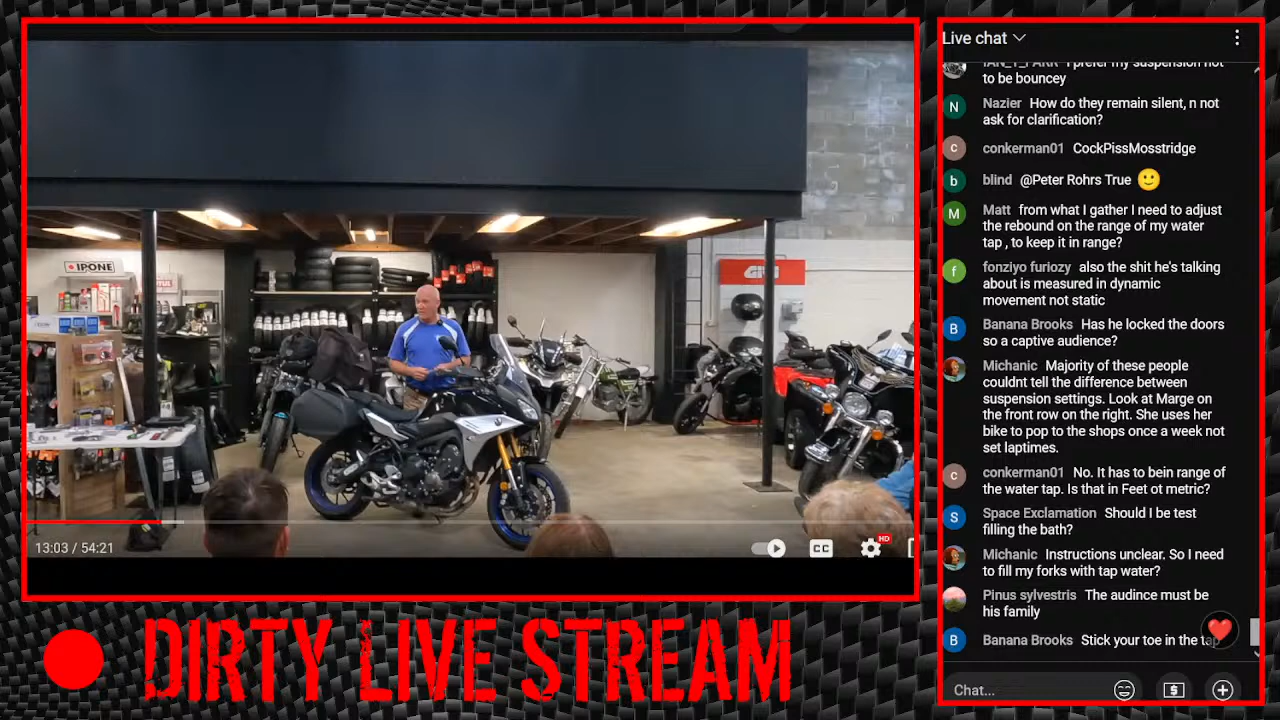 IPONE
GIVI
13:03 / 54:21
CC
HD
DIRTY LIVE STREAM
Live chat
IAN_T_PARR I prefer my suspension not
to be bouncey
N
Nazier How do they remain silent, n not
ask for clarification?
c
conkerman01 CockPissMosstridge
b
blind @Peter Rohrs True 🙂
M
Matt from what I gather I need to adjust
the rebound on the range of my water
tap , to keep it in range?
f
fonziyo furiozy also the shit he's talking
about is measured in dynamic
movement not static
B
Banana Brooks Has he locked the doors
so a captive audience?
Michanic Majority of these people
couldnt tell the difference between
suspension settings. Look at Marge on
the front row on the right. She uses her
bike to pop to the shops once a week not
set laptimes.
c
conkerman01 No. It has to bein range of
the water tap. Is that in Feet ot metric?
S
Space Exclamation Should I be test
filling the bath?
Michanic Instructions unclear. So I need
to fill my forks with tap water?
Pinus sylvestris The audince must be
his family
B
Banana Brooks Stick your toe in the tap
Chat...
$